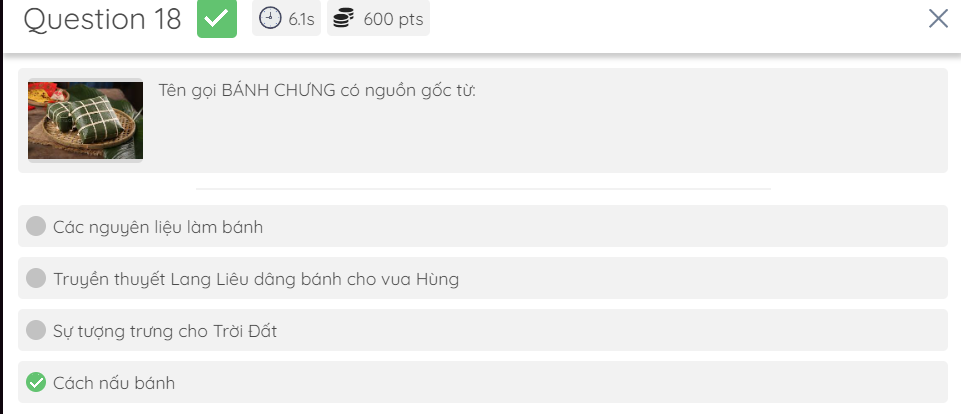 Question 18 6.1s 600 pts
Tên gọi BÁNH CHƯNG có nguồn gốc từ:
Các nguyên liệu làm bánh
Truyền thuyết Lang Liêu dâng bánh cho vua Hùng
Sự tượng trưng cho Trời Đất
Cách nấu bánh